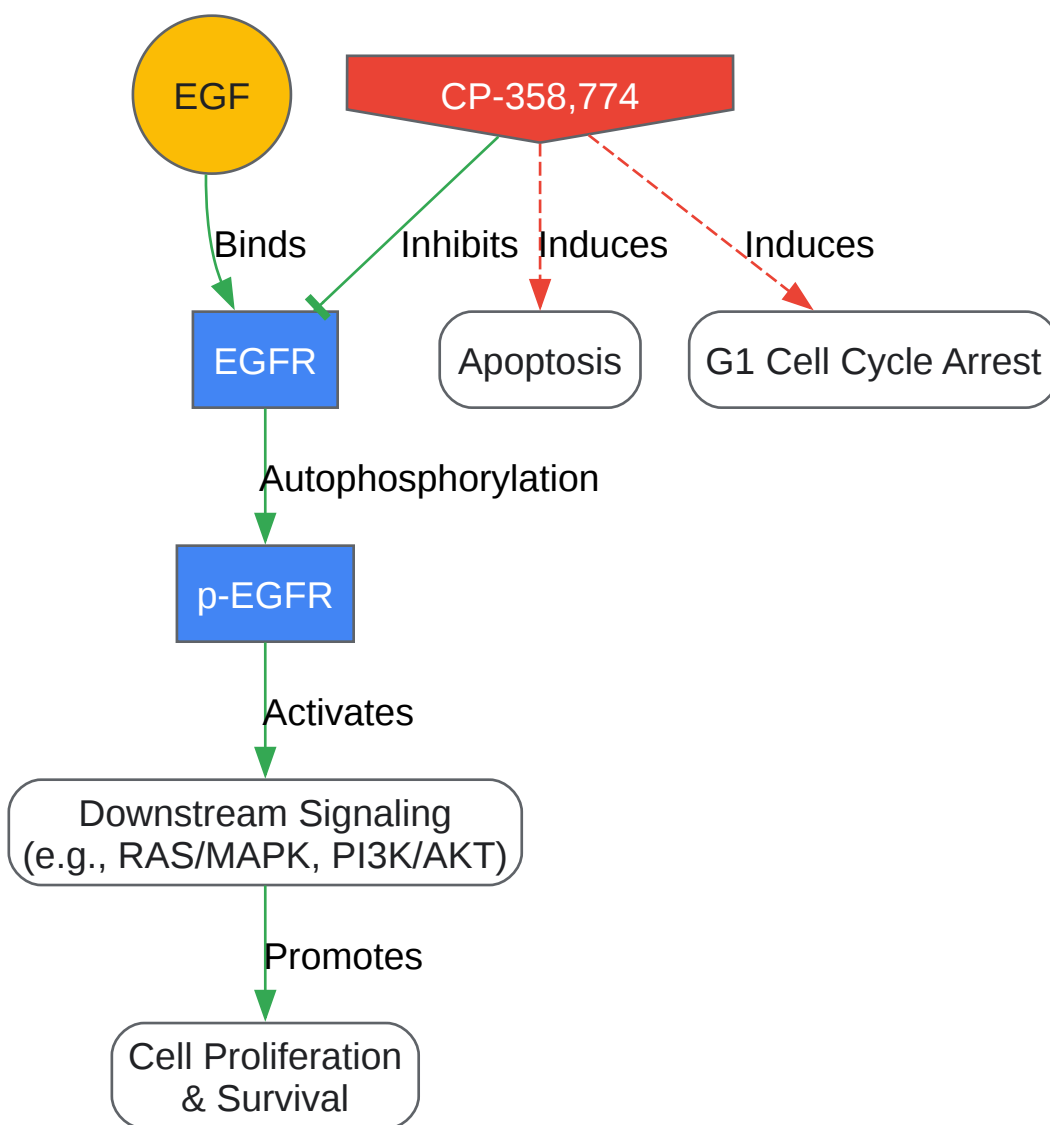 EGF
CP-358,774
Binds
Inhibits
Induces
Induces
EGFR
Apoptosis
G1 Cell Cycle Arrest
Autophosphorylation
p-EGFR
Activates
Downstream Signaling
(e.g., RAS/MAPK, PI3K/AKT)
Promotes
Cell Proliferation
& Survival